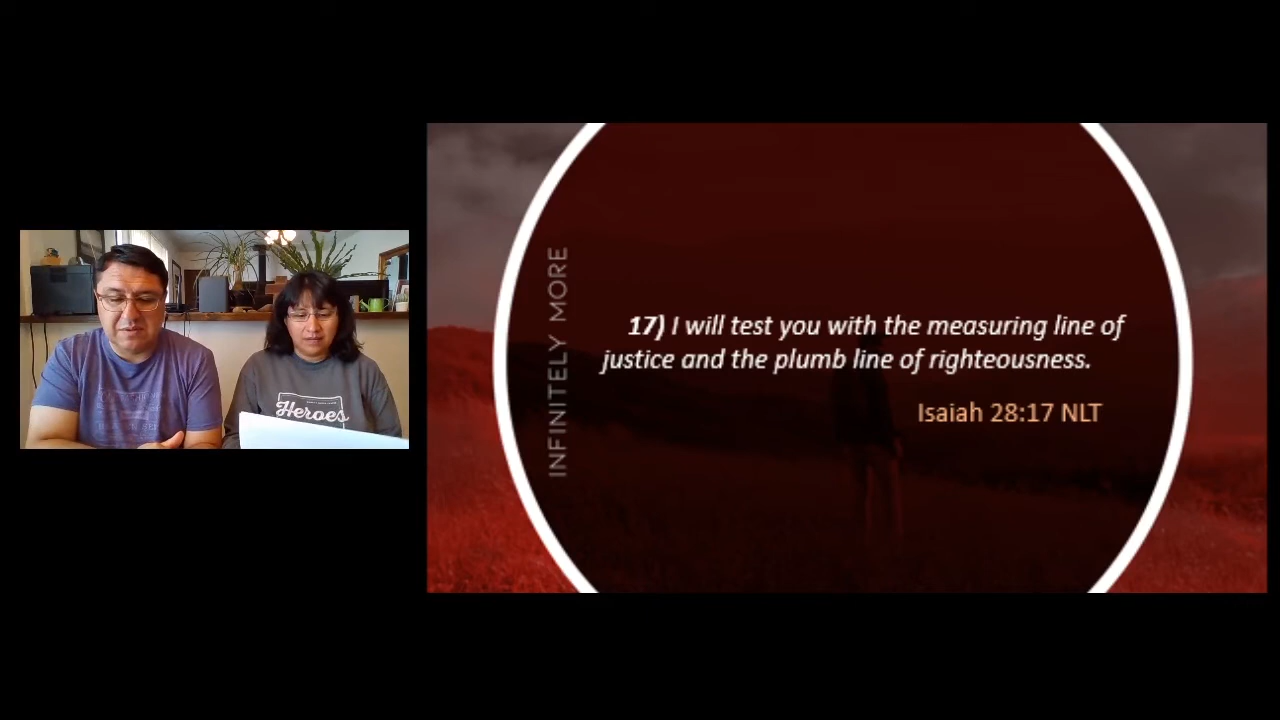 Heroes
INFINITELY MORE
17) I will test you with the measuring line of
justice and the plumb line of righteousness.
Isaiah 28:17 NLT